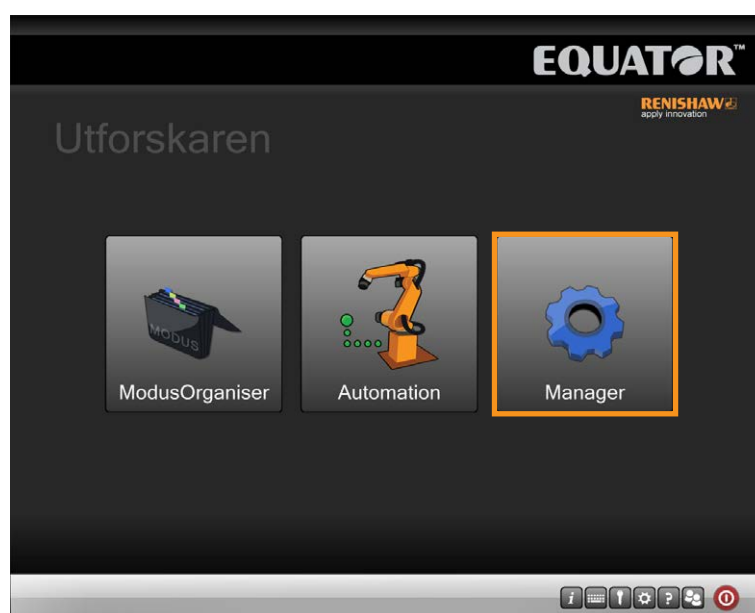 EQUATOR™
RENISHAW
apply innovation
Utforskaren
MODUS
ModusOrganiser
Automation
Manager
i
?